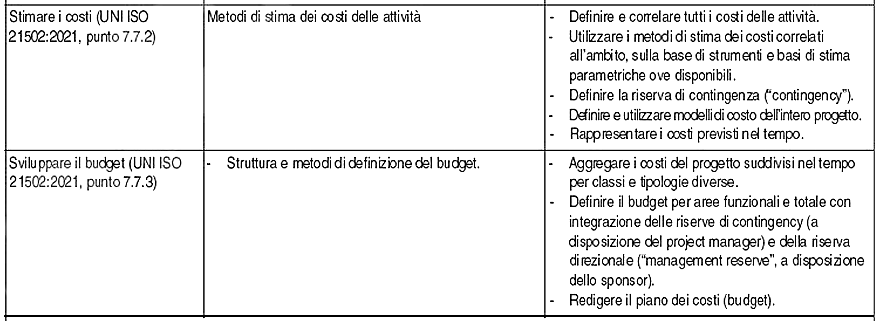 Stimare i costi (UNI ISO
21502:2021, punto 7.7.2)
Metodi di stima dei costi delle attività
- Definire e correlare tutti i costi delle attività.
- Utilizzare i metodi di stima dei costi correlati
all'ambito, sulla base di strumenti e basi di stima
parametriche ove disponibili.
- Definire la riserva di contingenza ("contingency").
- Definire e utilizzare modelli di costo dell'intero progetto.
- Rappresentare i costi previsti nel tempo.
Sviluppare il budget (UNI ISO
21502:2021, punto 7.7.3)
- Struttura e metodi di definizione del budget.
- Aggregare i costi del progetto suddivisi nel tempo
per classi e tipologie diverse.
- Definire il budget per aree funzionali e totale con
integrazione delle riserve di contingency (a
disposizione del project manager) e della riserva
direzionale ("management reserve", a disposizione
dello sponsor).
- Redigere il piano dei costi (budget).